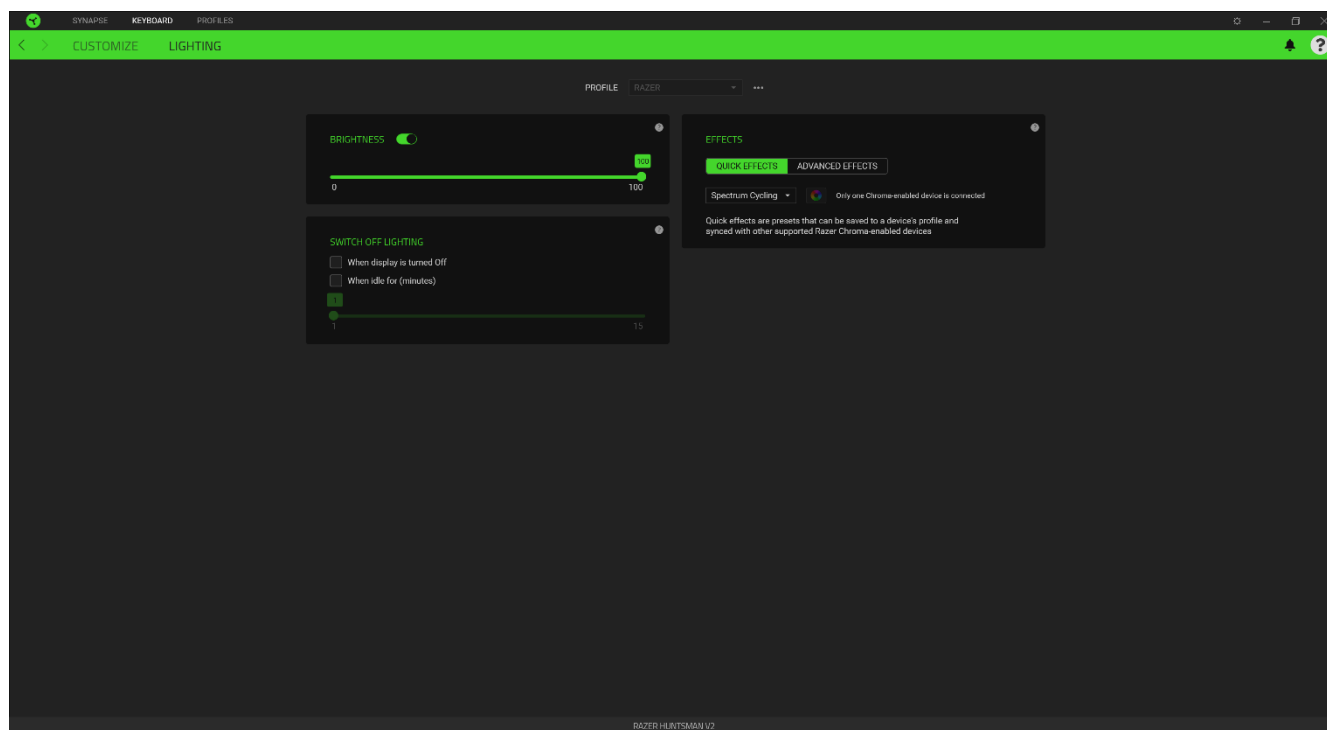 SYNAPSE KEYBOARD PROFILES
CUSTOMIZE LIGHTING
?
PROFILE RAZER
BRIGHTNESS
?
100
0 100
SWITCH OFF LIGHTING
?
When display is turned Off
When idle for (minutes)
1
1 15
EFFECTS
?
QUICK EFFECTS ADVANCED EFFECTS
Spectrum Cycling Only one Chroma-enabled device is connected
Quick effects are presets that can be saved to a device's profile and
synced with other supported Razer Chroma-enabled devices
RAZER HUNTSMAN V2